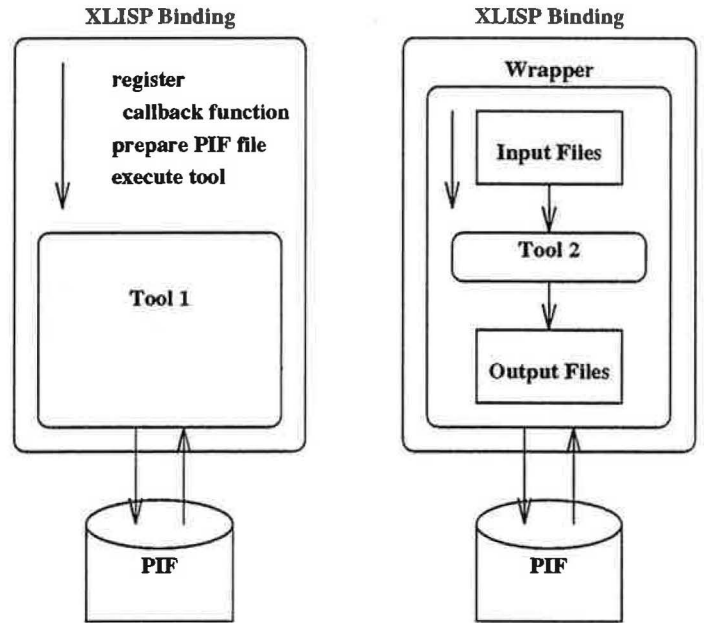 XLISP Binding
register
callback function
prepare PIF file
execute tool
Tool 1
PIF
XLISP Binding
Wrapper
Input Files
Tool 2
Output Files
PIF